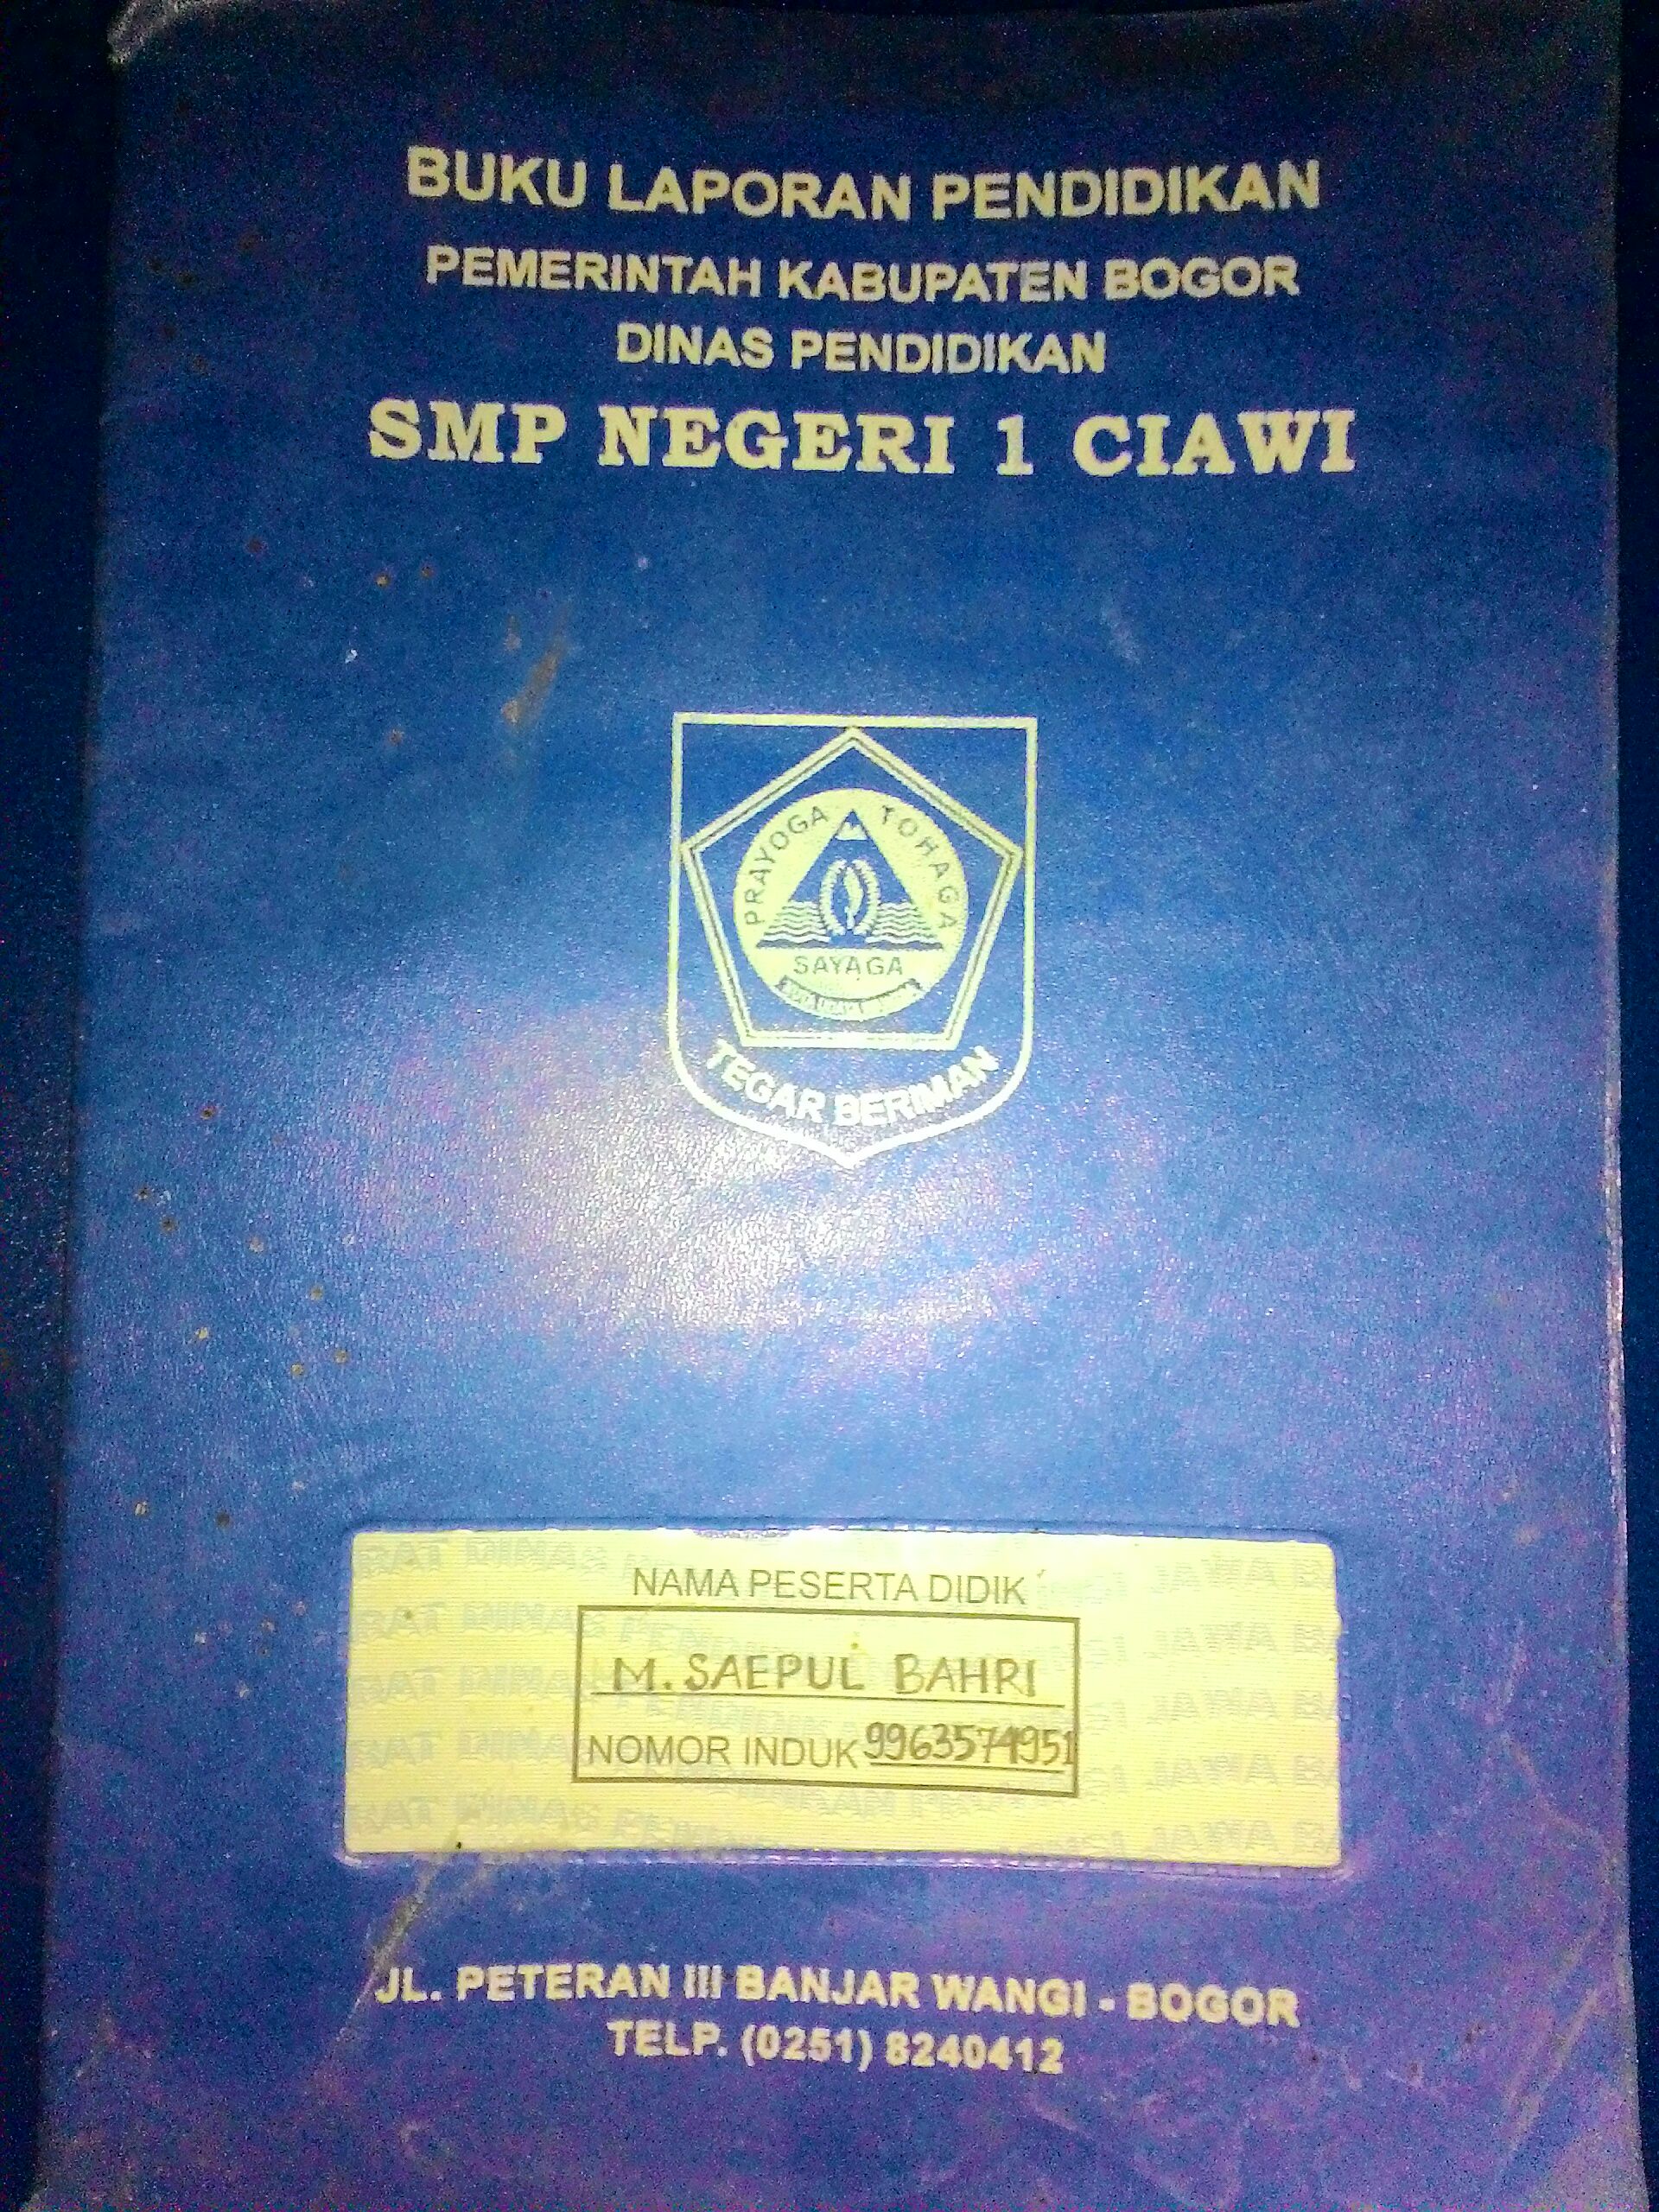 BUKU LAPORAN PENDIDIKAN
PEMERINTAH KABUPATEN BOGOR
DINAS PENDIDIKAN
SMP NEGERI 1 CIAWI
PRAYOGA TOHAGA
SAYAGA
TEGAR BERIMAN
NAMA PESERTA DIDIK
M. SAEPUL BAHRI
NOMOR INDUK 9963574951
JL. PETERAN III BANJAR WANGI - BOGOR
TELP. (0251) 8240412